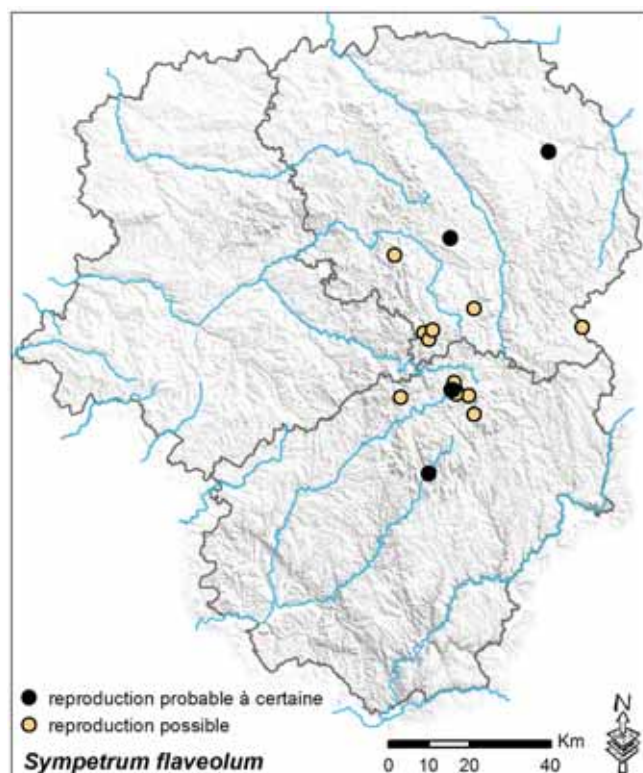 reproduction probable à certaine
reproduction possible
Sympetrum flaveolum
N
Km
0 10 20 40